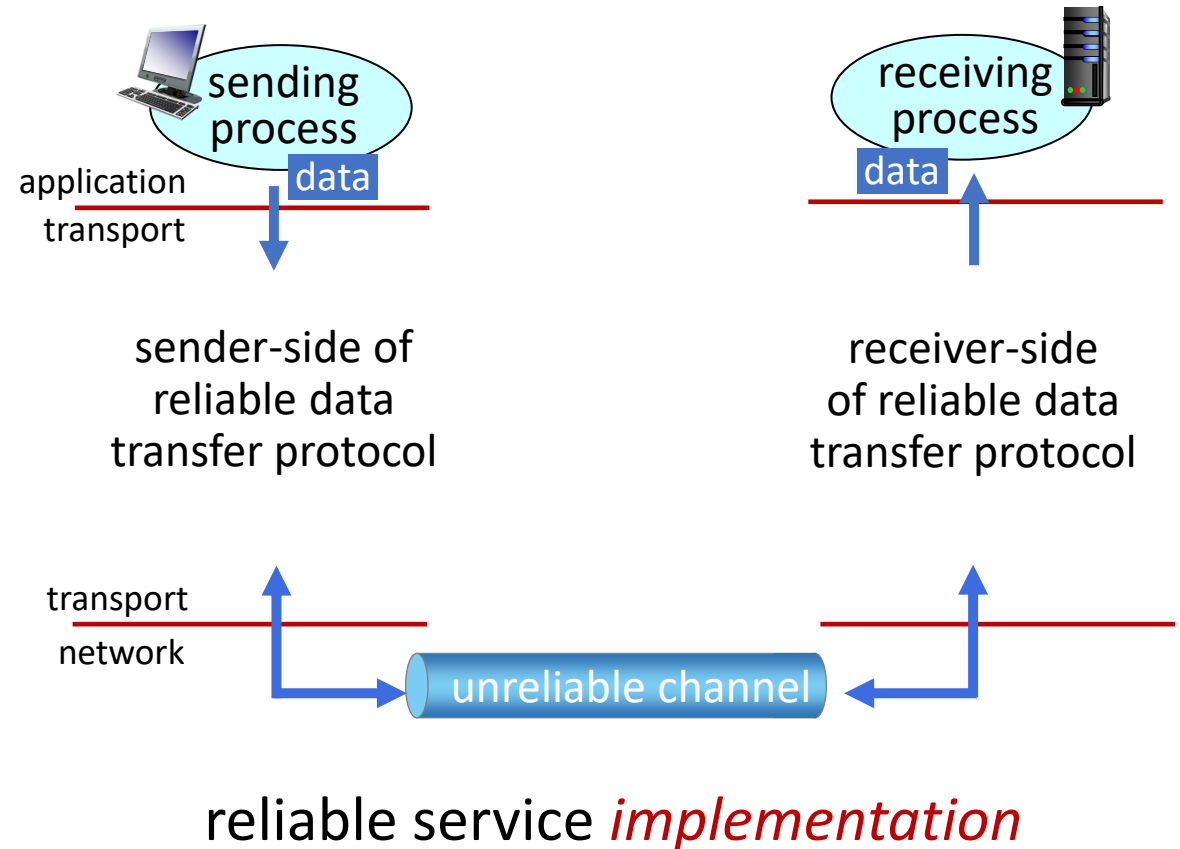 sending
process
data
receiving
process
data
application
transport
sender-side of
reliable data
transfer protocol
receiver-side
of reliable data
transfer protocol
transport
network
unreliable channel
reliable service implementation